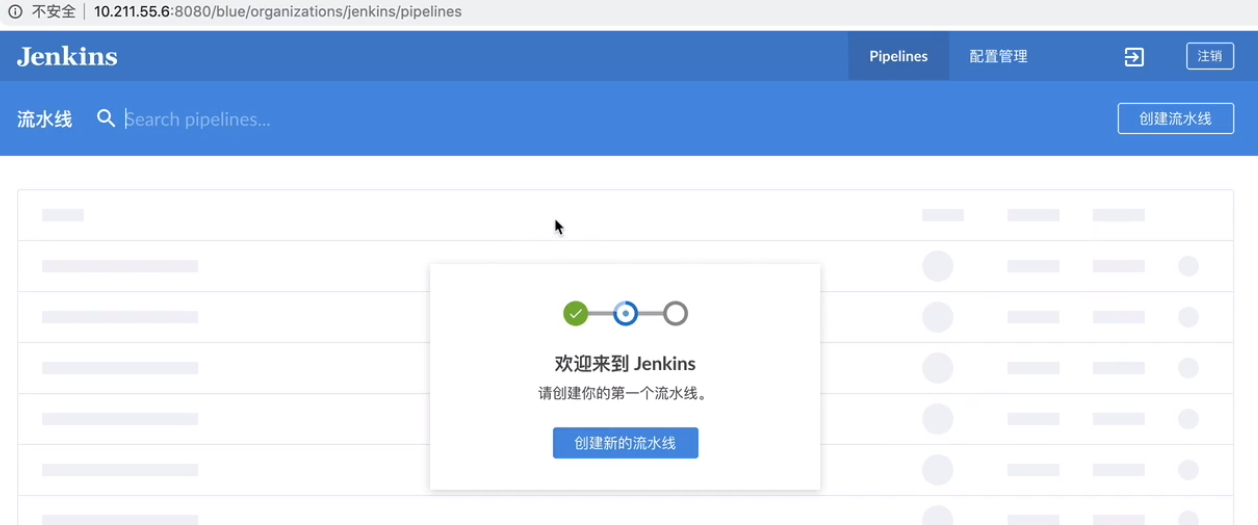 不安全 | 10.211.55.6:8080/blue/organizations/jenkins/pipelines
Jenkins Pipelines 配置管理 注销
流水线 Search pipelines... 创建流水线
欢迎来到 Jenkins
请创建你的第一个流水线。
创建新的流水线